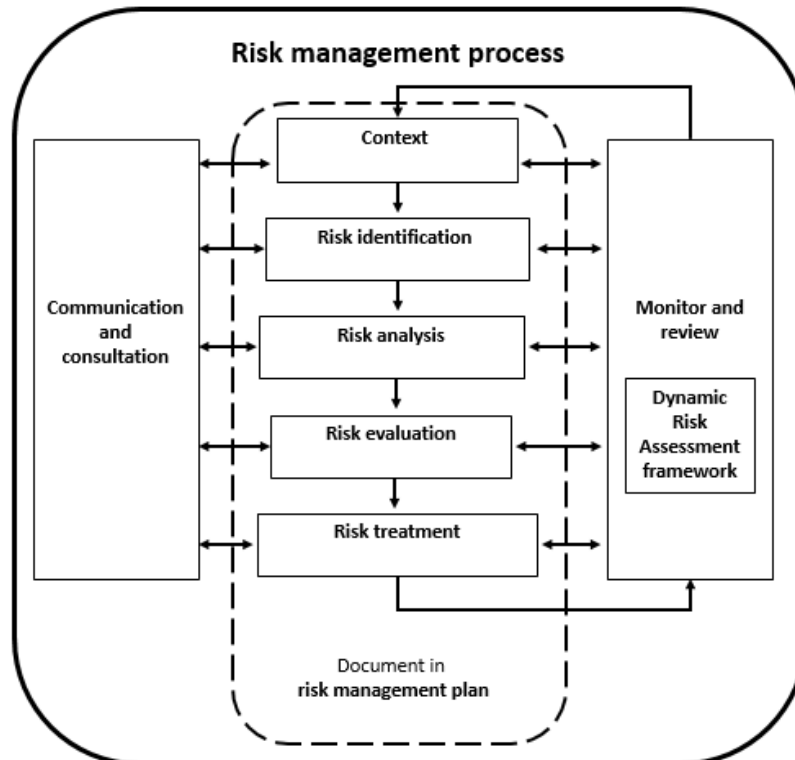 Risk management process
Context
Risk identification
Communication
and
consultation
Risk analysis
Monitor and
review
Dynamic
Risk
Assessment
framework
Risk evaluation
Risk treatment
Document in
risk management plan